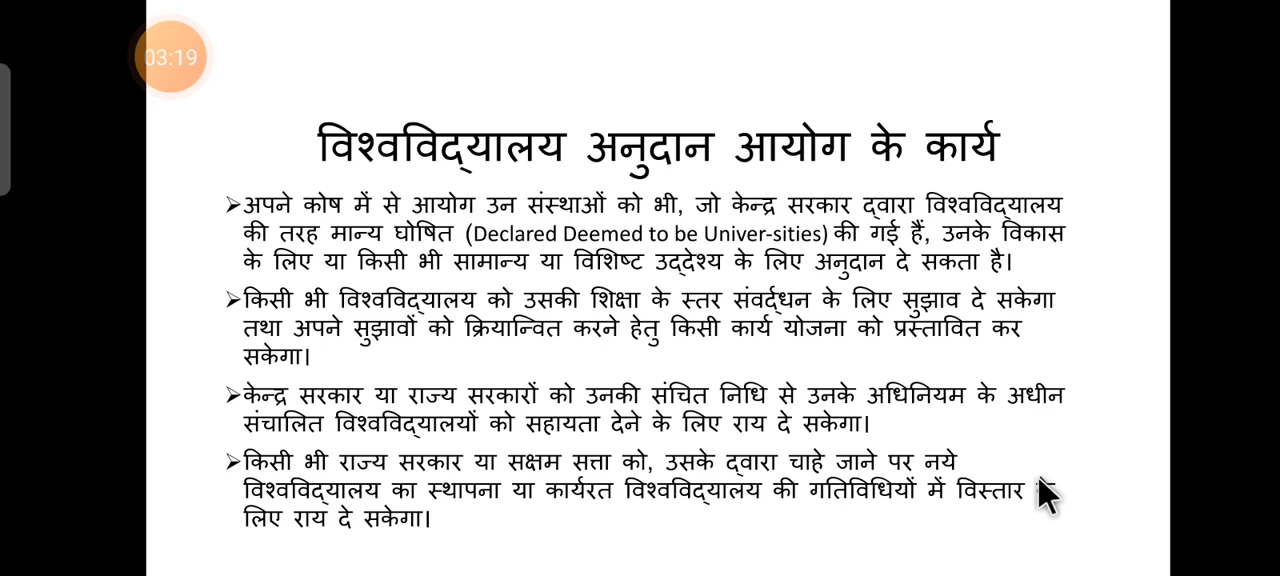 03:19
विश्वविद्यालय अनुदान आयोग के कार्य
➢अपने कोष में से आयोग उन संस्थाओं को भी, जो केन्द्र सरकार द्वारा विश्वविद्यालय
की तरह मान्य घोषित (Declared Deemed to be Univer-sities) की गई हैं, उनके विकास
के लिए या किसी भी सामान्य या विशिष्ट उद्देश्य के लिए अनुदान दे सकता है।
➢किसी भी विश्वविद्यालय को उसकी शिक्षा के स्तर संवर्द्धन के लिए सुझाव दे सकेगा
तथा अपने सुझावों को क्रियान्वित करने हेतु किसी कार्य योजना को प्रस्तावित कर
सकेगा।
➢केन्द्र सरकार या राज्य सरकारों को उनकी संचित निधि से उनके अधिनियम के अधीन
संचालित विश्वविद्यालयों को सहायता देने के लिए राय दे सकेगा।
➢किसी भी राज्य सरकार या सक्षम सत्ता को, उसके द्वारा चाहे जाने पर नये
विश्वविद्यालय का स्थापना या कार्यरत विश्वविद्यालय की गतिविधियों में विस्तार
लिए राय दे सकेगा।